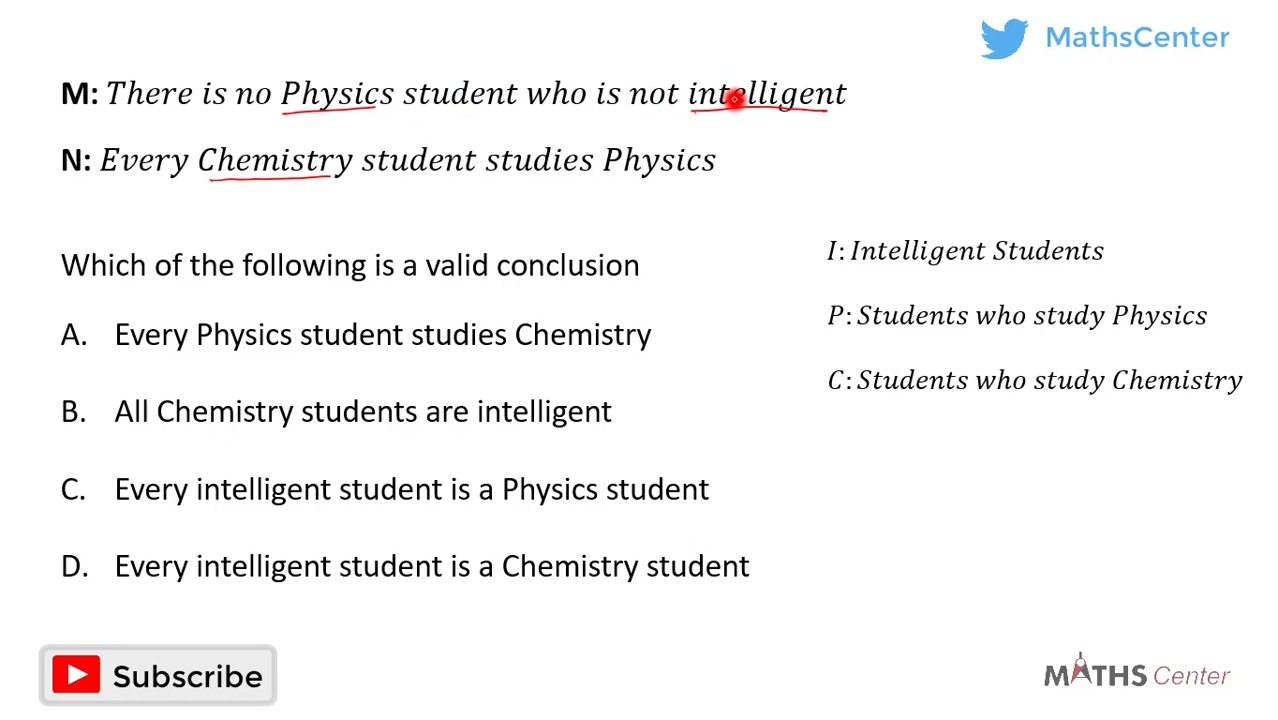 MathsCenter
M: There is no Physics student who is not intelligent
N: Every Chemistry student studies Physics
Which of the following is a valid conclusion
I: Intelligent Students
A. Every Physics student studies Chemistry
P: Students who study Physics
B. All Chemistry students are intelligent
C: Students who study Chemistry
C. Every intelligent student is a Physics student
D. Every intelligent student is a Chemistry student
Subscribe
MATHS Center